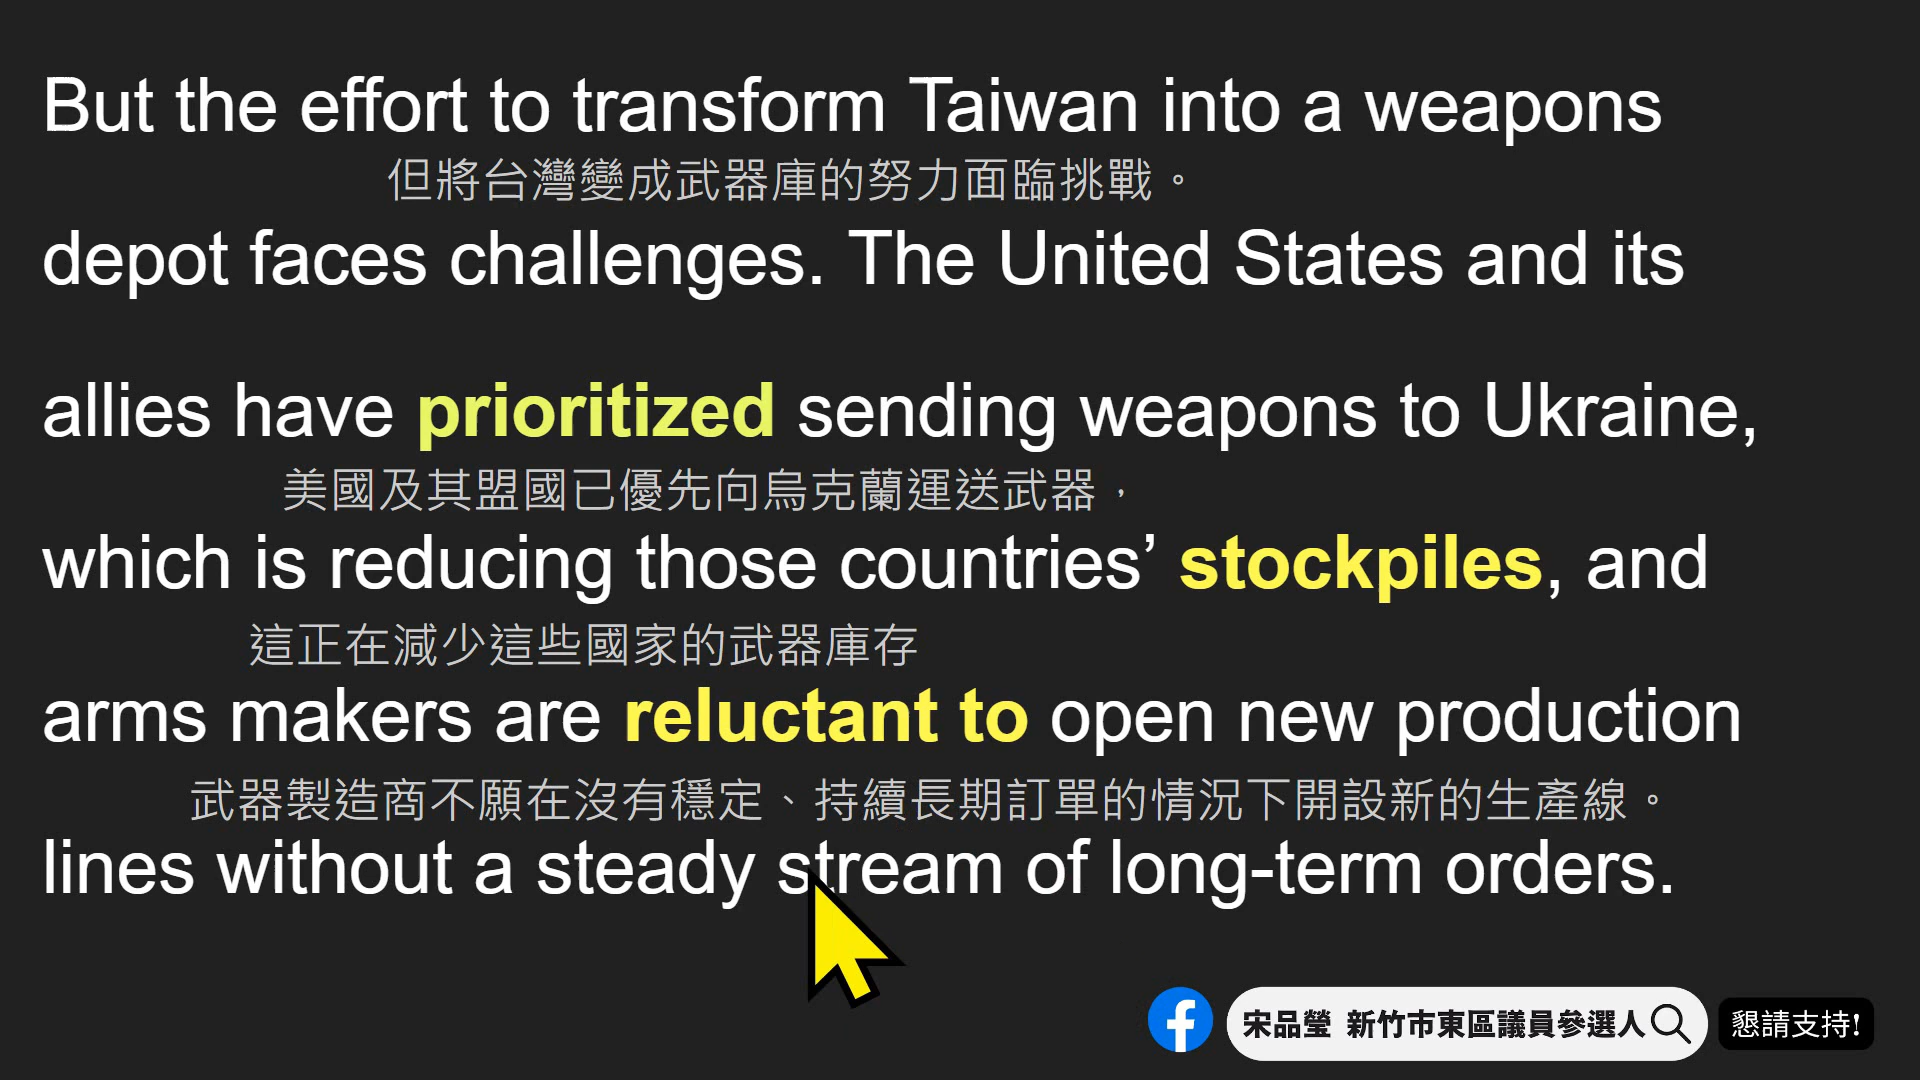 But the effort to transform Taiwan into a weapons
但將台灣變成武器庫的努力面臨挑戰。
depot faces challenges. The United States and its
allies have prioritized sending weapons to Ukraine,
美國及其盟國已優先向烏克蘭運送武器，
which is reducing those countries’ stockpiles, and
這正在減少這些國家的武器庫存
arms makers are reluctant to open new production
武器製造商不願在沒有穩定、持續長期訂單的情況下開設新的生產線。
lines without a steady stream of long-term orders.
宋品瑩 新竹市東區議員參選人 懇請支持!